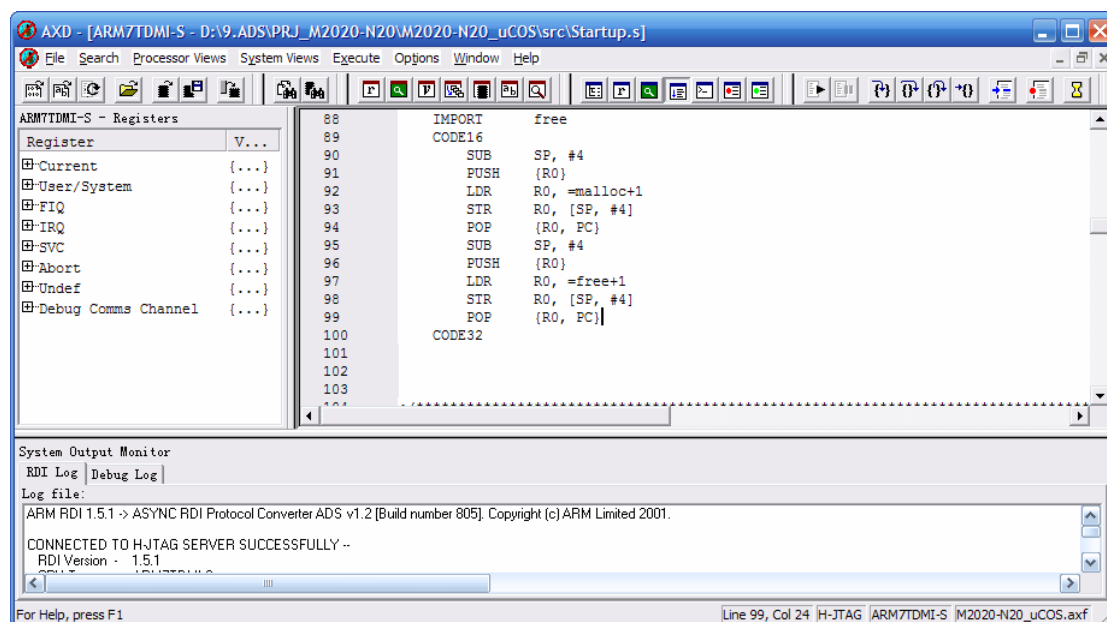 AXD - [ARM7TDMI-S - D:\9.ADS\PRJ_M2020-N20\M2020-N20_uCOS\src\Startup.s]
File Search Processor Views System Views Execute Options Window Help
ARM7TDMI-S - Registers
Register V...
Current {...}
User/System {...}
FIQ {...}
IRQ {...}
SVC {...}
Abort {...}
Undef {...}
Debug Comms Channel {...}
88 IMPORT free
89 CODE16
90 SUB SP, #4
91 PUSH {R0}
92 LDR R0, =malloc+1
93 STR R0, [SP, #4]
94 POP {R0, PC}
95 SUB SP, #4
96 PUSH {R0}
97 LDR R0, =free+1
98 STR R0, [SP, #4]
99 POP {R0, PC}
100 CODE32
101
102
103
System Output Monitor
RDI Log Debug Log
Log file:
ARM RDI 1.5.1 -> ASYNC RDI Protocol Converter ADS v1.2 [Build number 805]. Copyright (c) ARM Limited 2001.
CONNECTED TO H-JTAG SERVER SUCCESSFULLY --
RDI Version - 1.5.1
For Help, press F1
Line 99, Col 24 H-JTAG ARM7TDMI-S M2020-N20_uCOS.axf